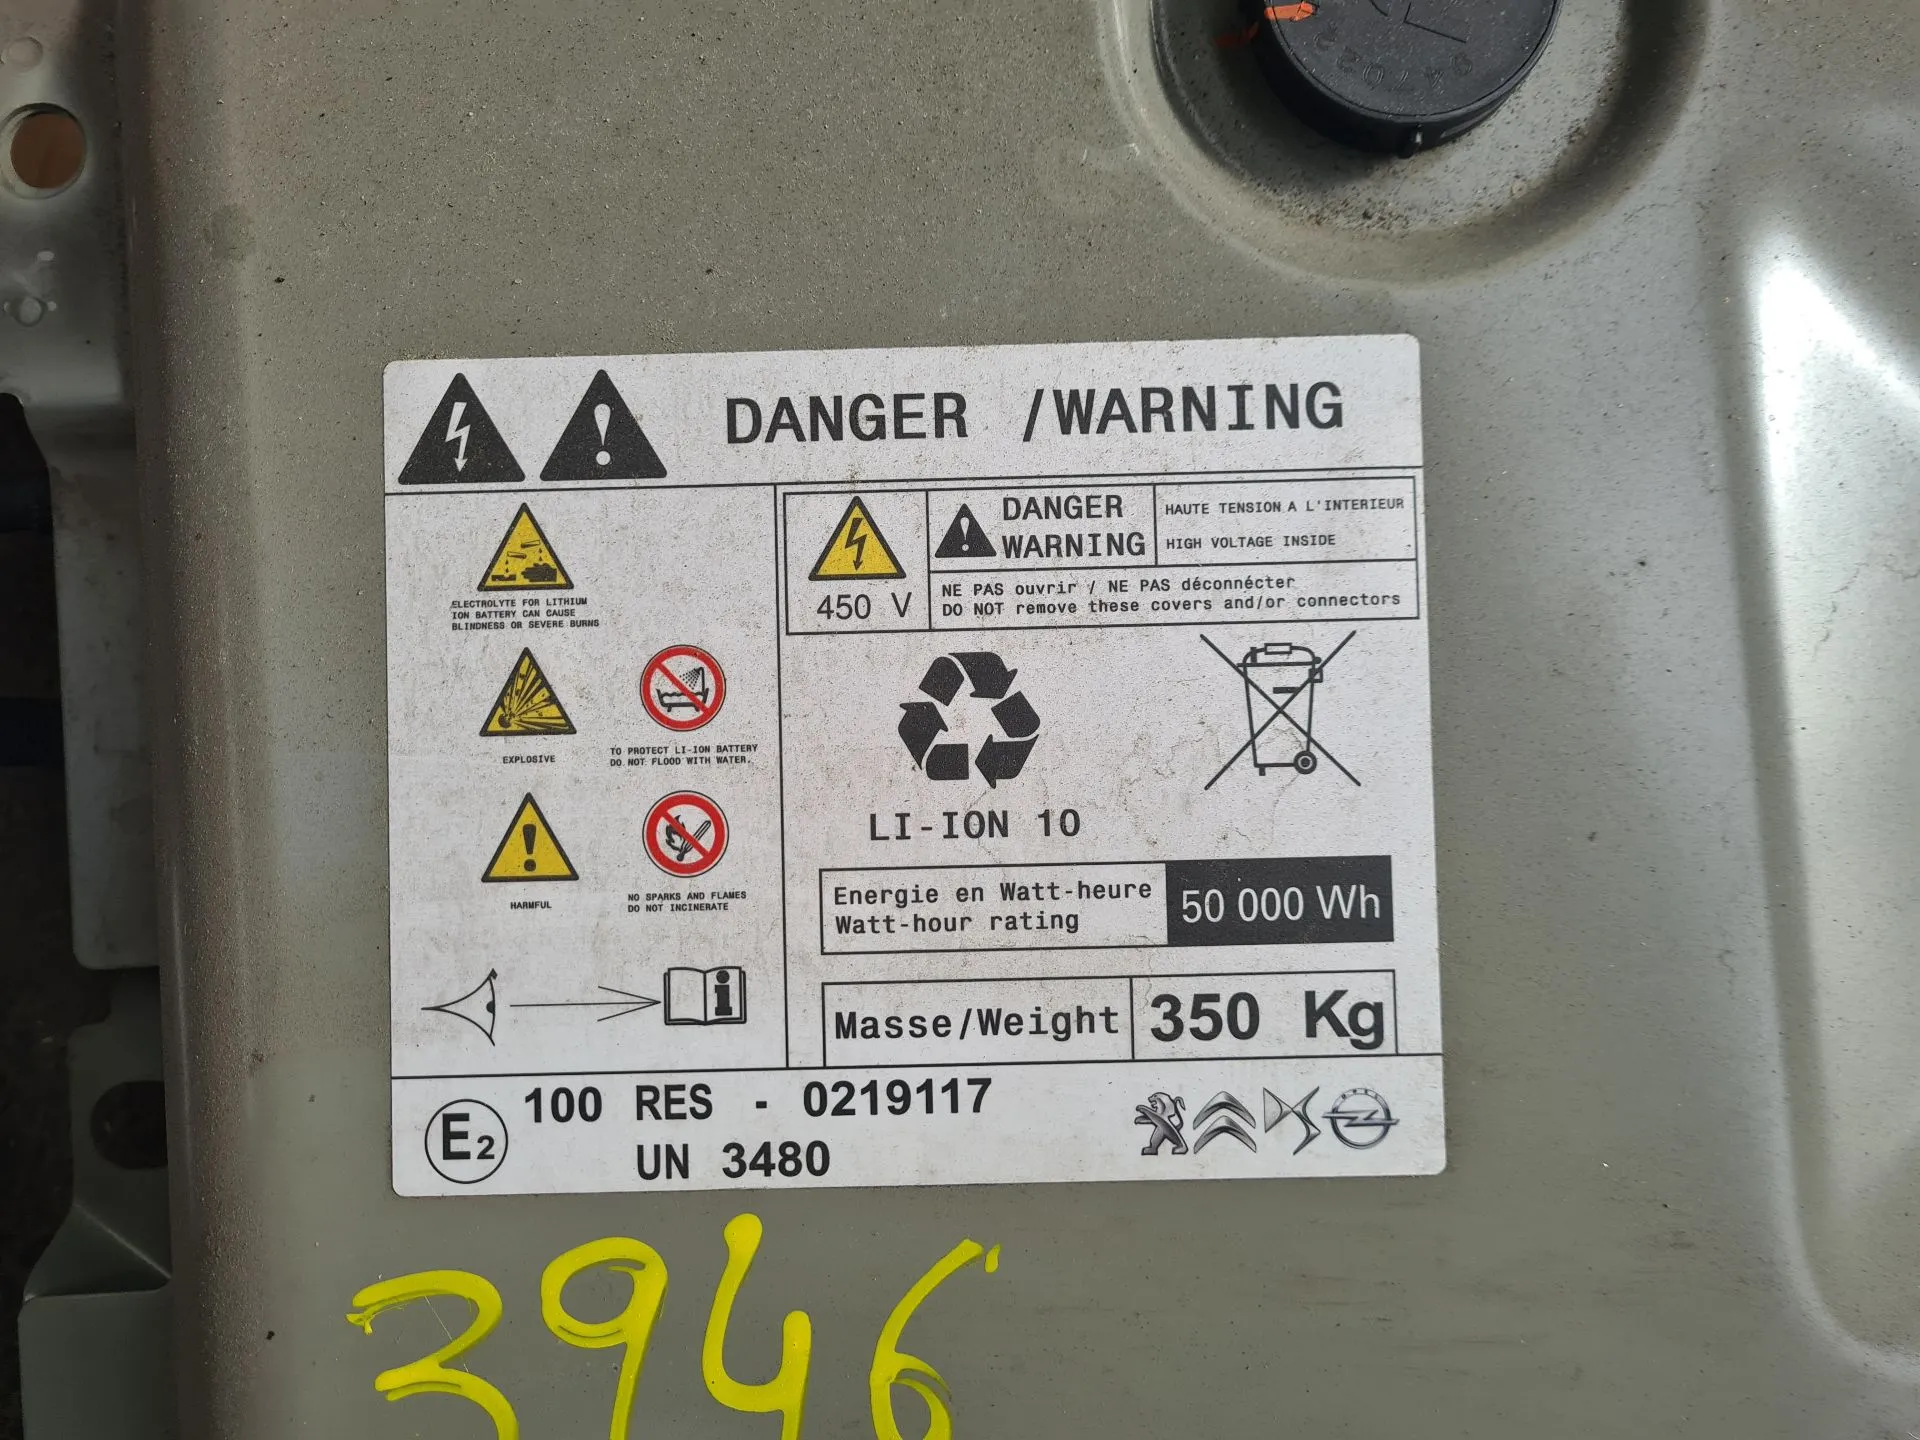 DANGER /WARNING
ELECTROLYTE FOR LITHIUM
ION BATTERY CAN CAUSE
BLINDNESS OR SEVERE BURNS
EXPLOSIVE
TO PROTECT LI-ION BATTERY
DO NOT FLOOD WITH WATER.
HARMFUL
NO SPARKS AND FLAMES
DO NOT INCINERATE
450 V
DANGER
WARNING
HAUTE TENSION A L'INTERIEUR
HIGH VOLTAGE INSIDE
NE PAS ouvrir / NE PAS déconnécter
DO NOT remove these covers and/or connectors
LI-ION 10
Energie en Watt-heure
Watt-hour rating
50 000 Wh
Masse/Weight
350 Kg
E2
100 RES - 0219117
UN 3480
3946